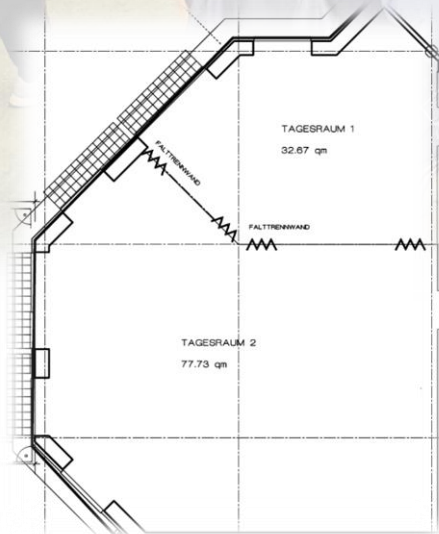 TAGESRAUM 1
32.67 qm
FALTTRENNWAND
FALTTRENNWAND
TAGESRAUM 2
77.73 qm